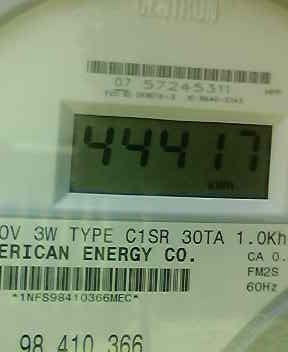 CENTRON
07 57245311
44417
0V 3W TYPE C1SR 30TA 1.0Kh
ERICAN ENERGY CO. CA 0.
FM2S
*1NFS98410366MEC* 60Hz
98 410 366